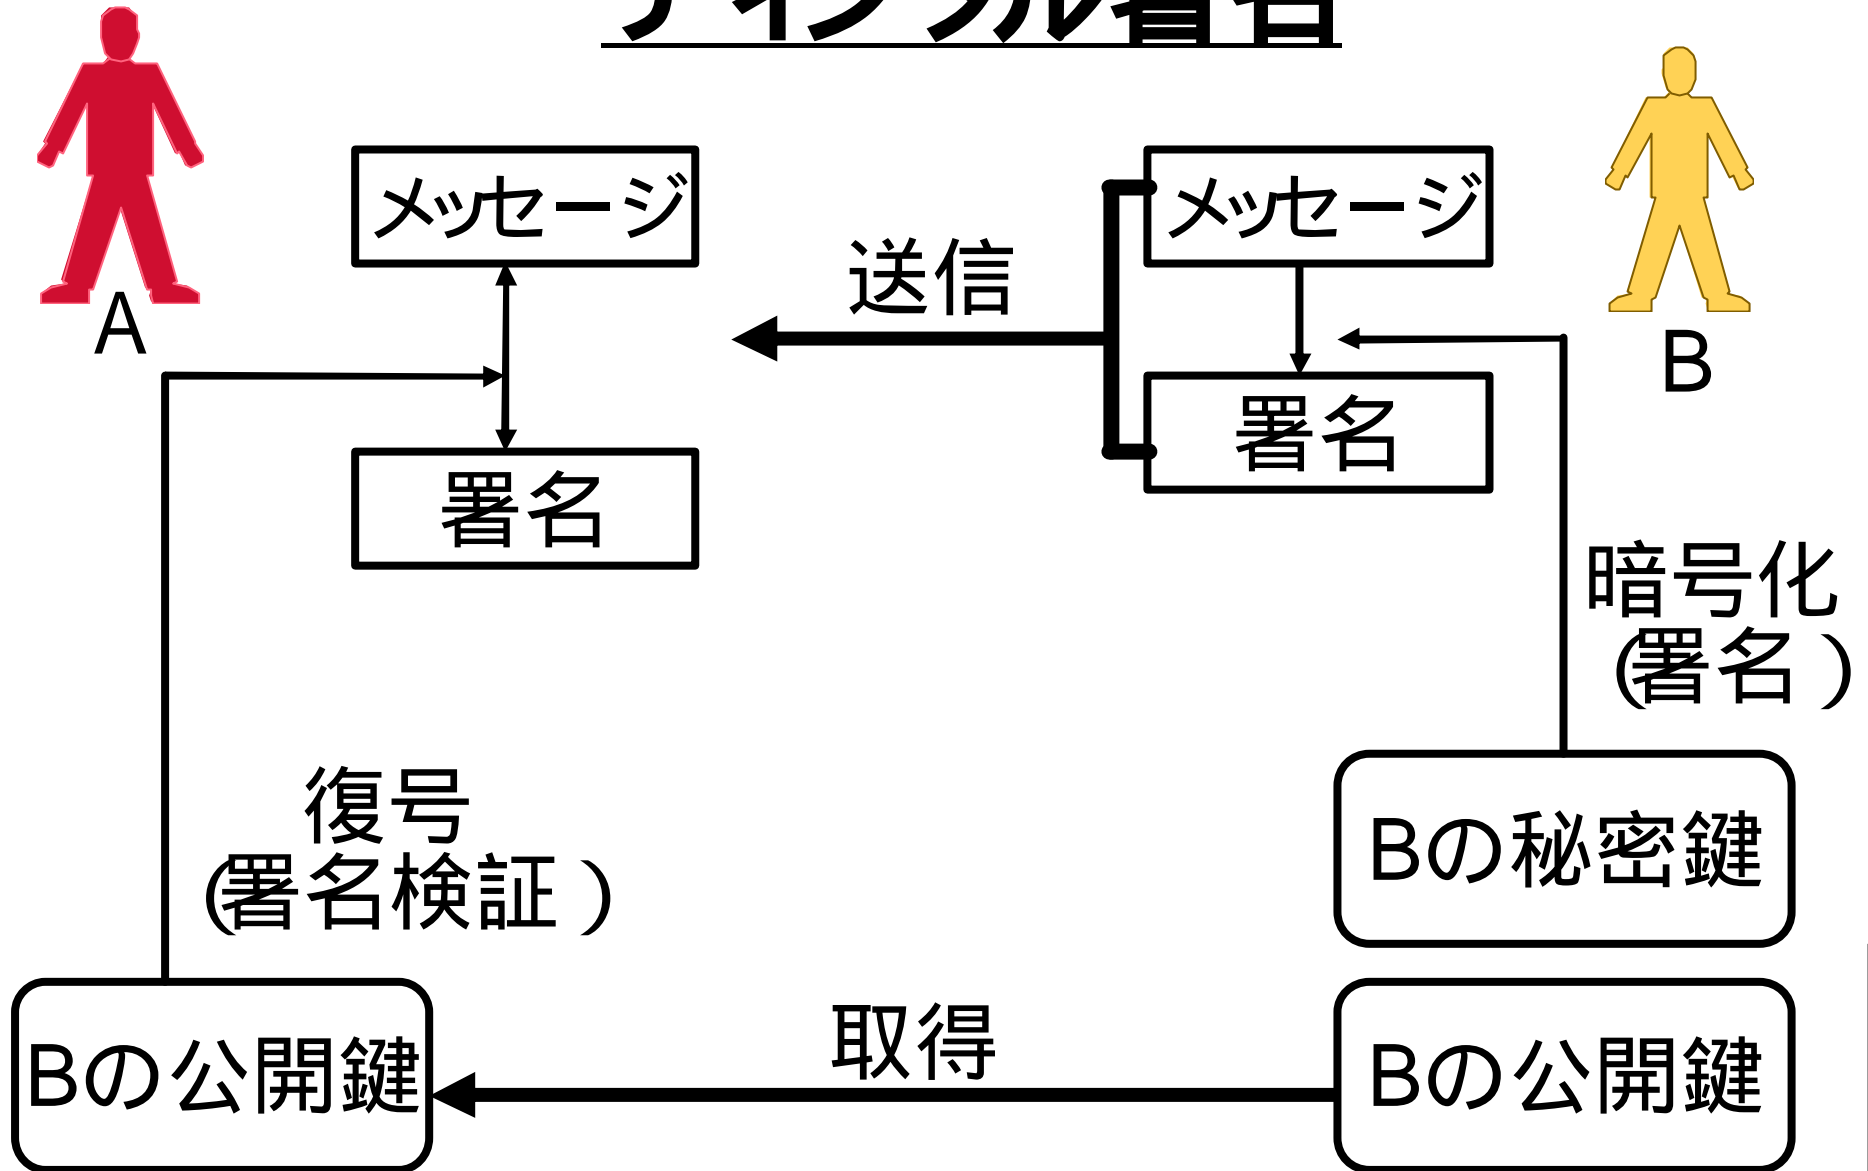 メッセージ
メッセージ
送信
A
B
署名
署名
暗号化
(署名)
復号
(署名検証)
Bの秘密鍵
取得
Bの公開鍵
Bの公開鍵